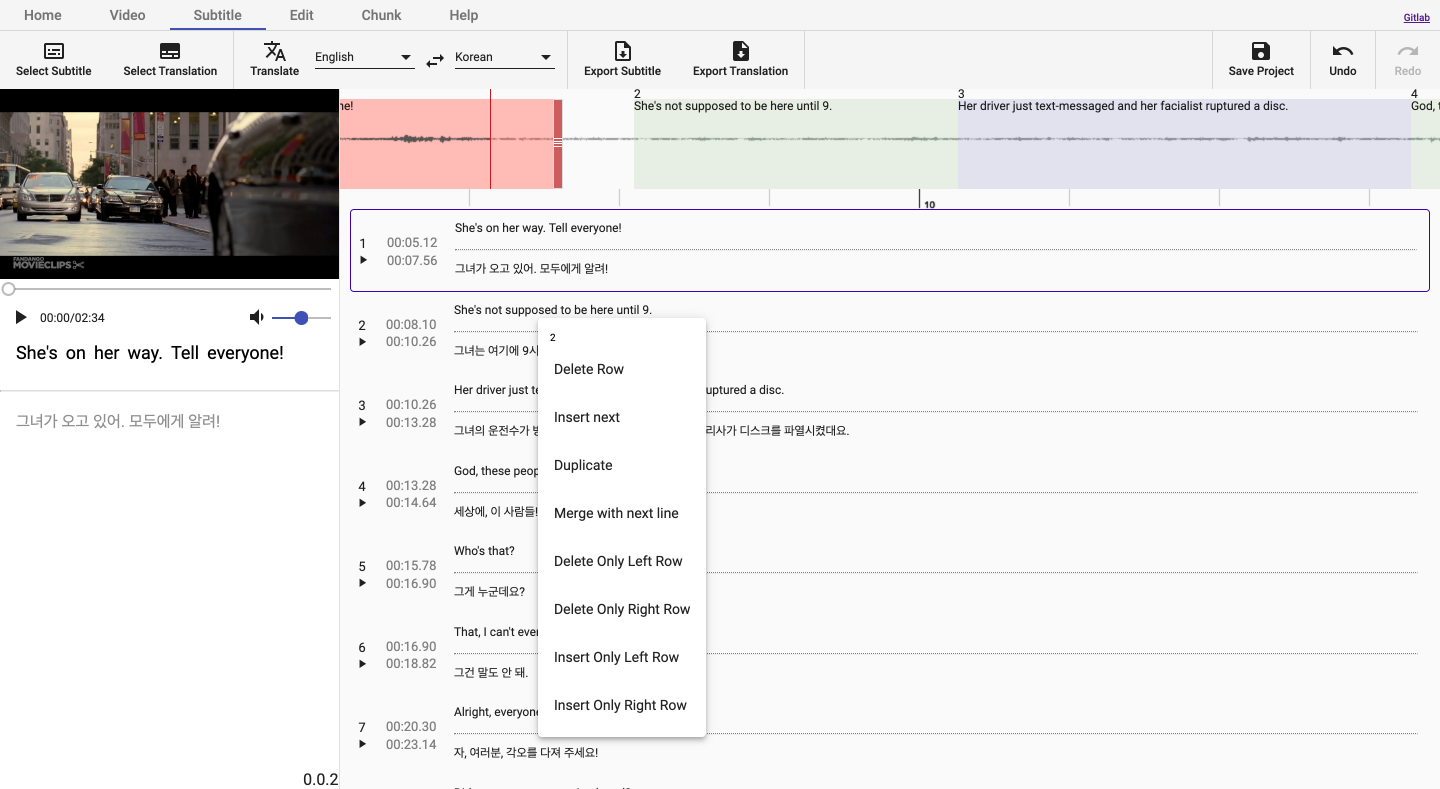 Home Video Subtitle Edit Chunk Help Gitlab
Select Subtitle Select Translation Translate English Korean Export Subtitle Export Translation Save Project Undo Redo
FANDANGO
MOVIECLIPS
00:00/02:34
She's on her way. Tell everyone!
그녀가 오고 있어. 모두에게 알려!
0.0.2
2 3 4
ne! She's not supposed to be here until 9. Her driver just text-messaged and her facialist ruptured a disc. God, t
10
She's on her way. Tell everyone!
1 00:05.12
00:07.56
그녀가 오고 있어. 모두에게 알려!
She's not supposed to be here until 9.
2 00:08.10
00:10.26
그녀는 여기에 9시
Her driver just te uptured a disc.
3 00:10.26
00:13.28
그녀의 운전수가 리사가 디스크를 파열시켰대요.
God, these peop
4 00:13.28
00:14.64
세상에, 이 사람들!
Who's that?
5 00:15.78
00:16.90
그게 누군데요?
That, I can't ever
6 00:16.90
00:18.82
그건 말도 안 돼.
Alright, everyone
7 00:20.30
00:23.14
자, 여러분, 각오를 다져 주세요!
2
Delete Row
Insert next
Duplicate
Merge with next line
Delete Only Left Row
Delete Only Right Row
Insert Only Left Row
Insert Only Right Row